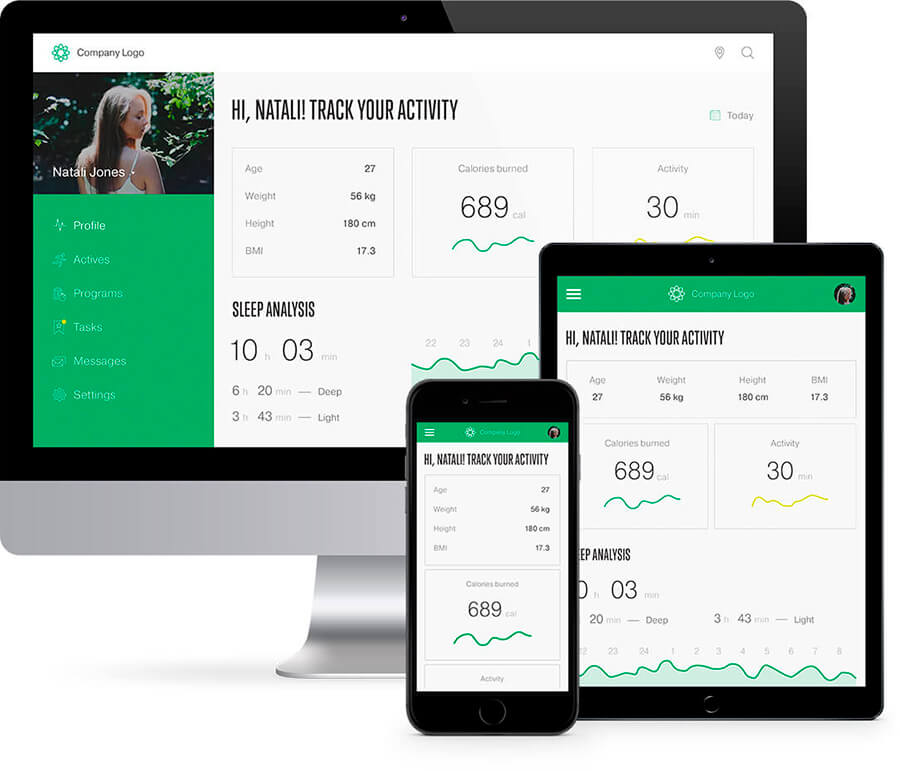 Company Logo
Natali Jones
Profile
Actives
Programs
Tasks
Messages
Settings
HI, NATALI! TRACK YOUR ACTIVITY
Today
Age 27
Weight 56 kg
Height 180 cm
BMI 17.3
Calories burned
689 cal
Activity
30 min
SLEEP ANALYSIS
10 h 03 min
6 h 20 min — Deep
3 h 43 min — Light
22 23 24 1
Company Logo
HI, NATALI! TRACK YOUR ACTIVITY
Age Weight Height BMI
27 56 kg 180 cm 17.3
Calories burned
689 cal
Activity
30 min
EP ANALYSIS
0 h 03 min
20 min — Deep 3 h 43 min — Light
22 23 24 1 2 3 4 5 6 7 8
Company Logo
HI, NATALI! TRACK YOUR ACTIVITY
Age 27
Weight 56 kg
Height 180 cm
BMI 17.3
Calories burned
689 cal
Activity